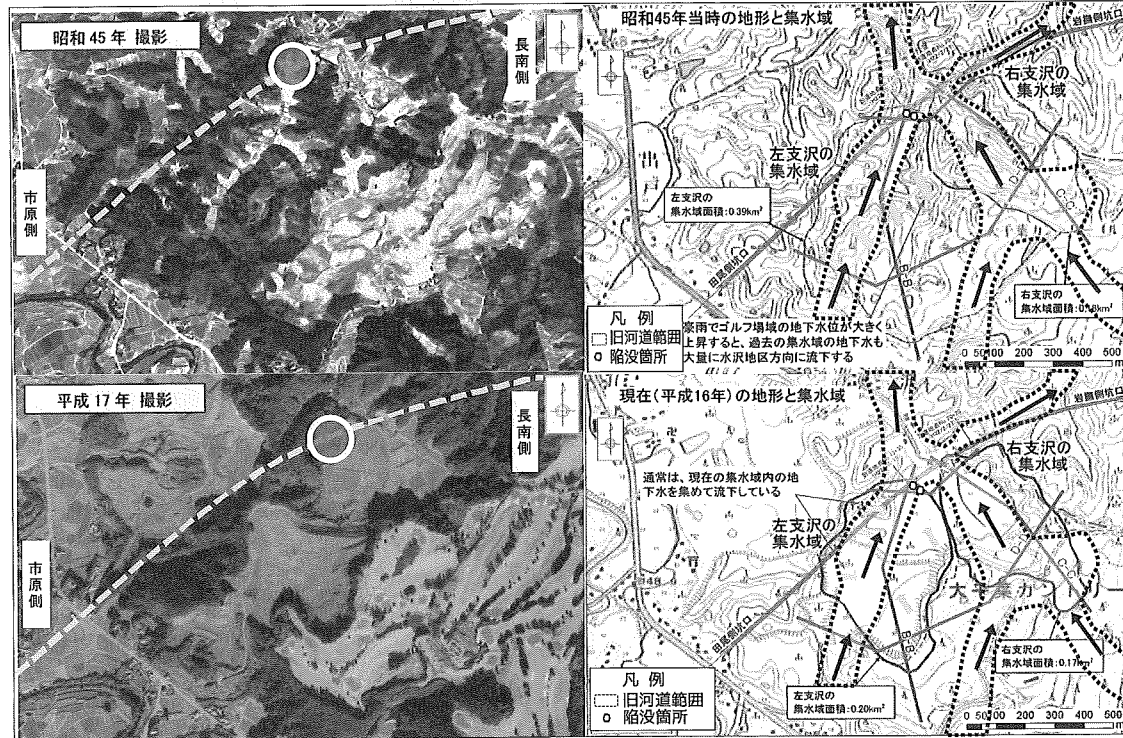 昭和45年 撮影
長南側
市原側
昭和45年当時の地形と集水域
岩撫側坑口
右支沢の
集水域
左支沢の
集水域
左支沢の
集水域面積:0.39km²
田尾側坑口
右支沢の
集水域面積:0.18km²
凡 例
旧河道範囲
陥没箇所
豪雨でゴルフ場域の地下水位が大きく
上昇すると、過去の集水域の地下水も
大量に水沢地区方向に流下する
0 50 100 200 300 400 500
m
平成17年 撮影
長南側
市原側
現在(平成16年)の地形と集水域
右支沢の
集水域
通常は、現在の集水域内の地
下水を集めて流下している
左支沢の
集水域
田尾側坑口
右支沢の
集水域面積:0.17km²
凡 例
旧河道範囲
陥没箇所
左支沢の
集水域面積:0.20km²
0 50 100 200 300 400 500
m